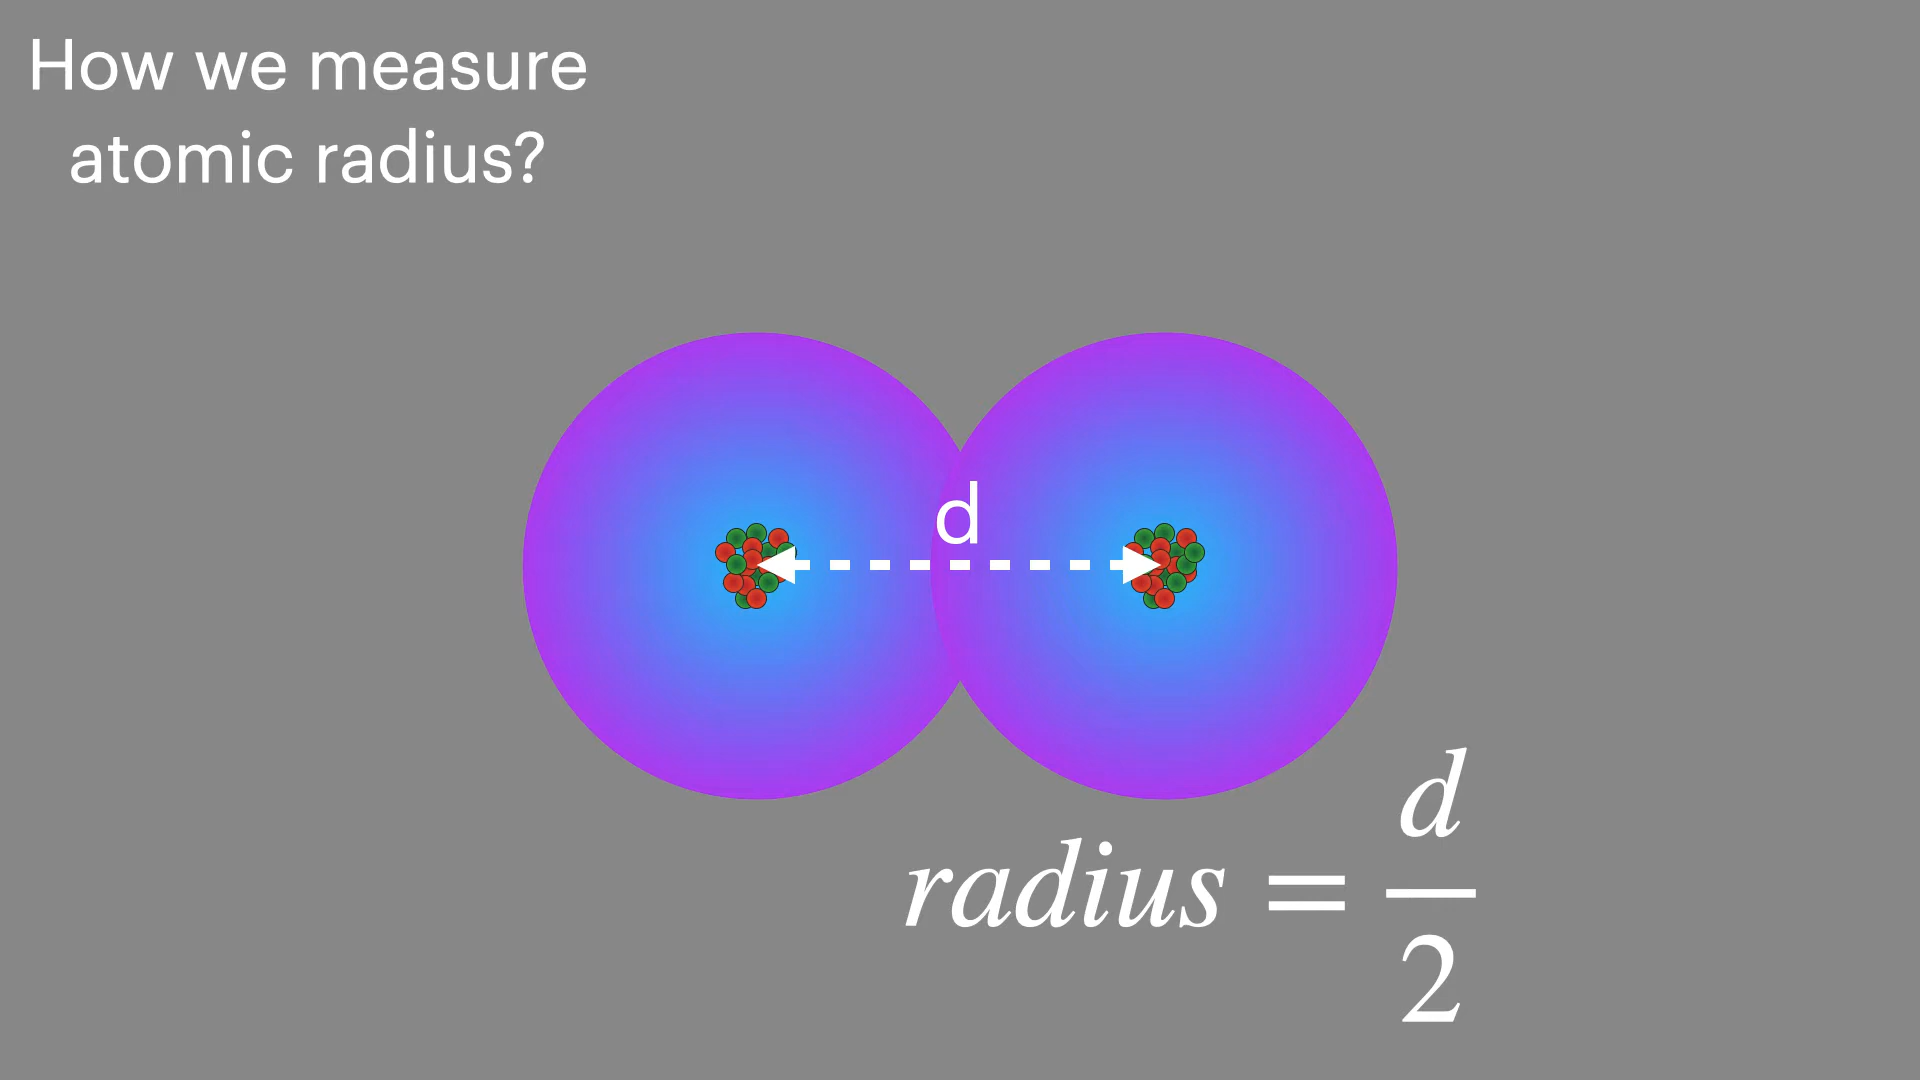 How we measure
atomic radius?
d
radius = d/2